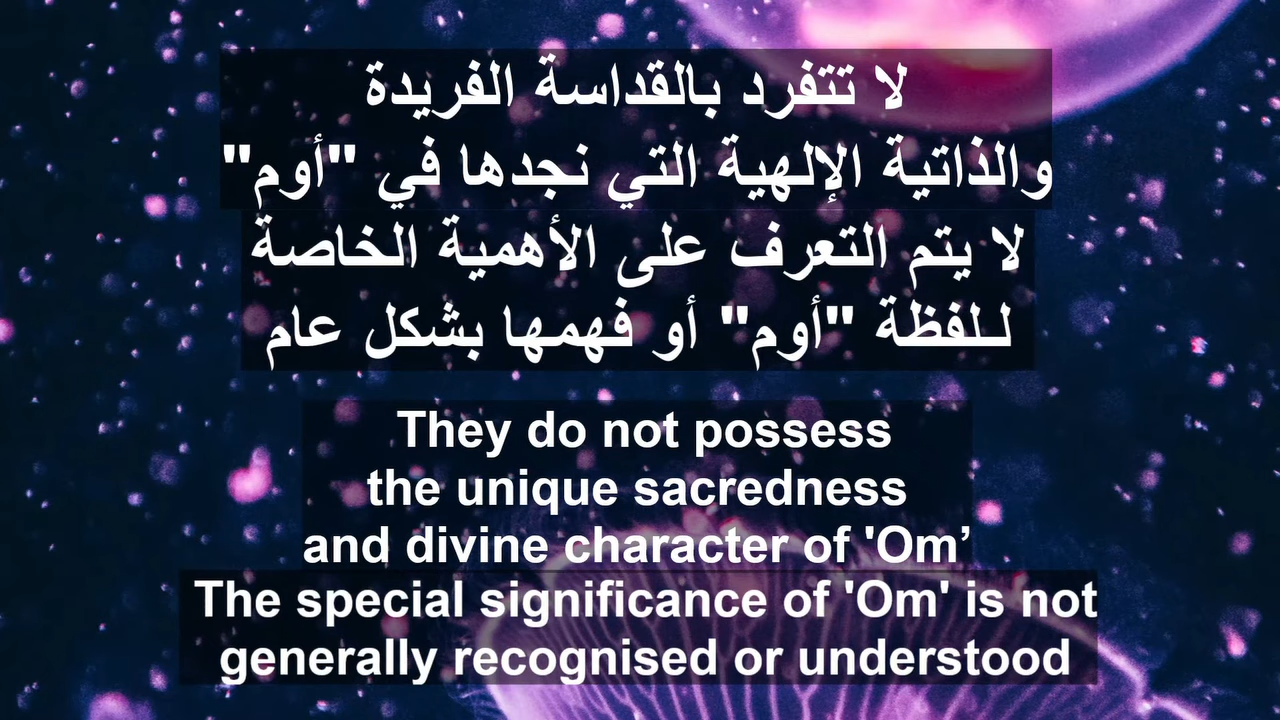 لا تتفرد بالقداسة الفريدة
والذاتية الإلهية التي نجدها في "أوم"
لا يتم التعرف على الأهمية الخاصة
للفظة "أوم" أو فهمها بشكل عام
They do not possess
the unique sacredness
and divine character of 'Om’
The special significance of 'Om' is not
generally recognised or understood